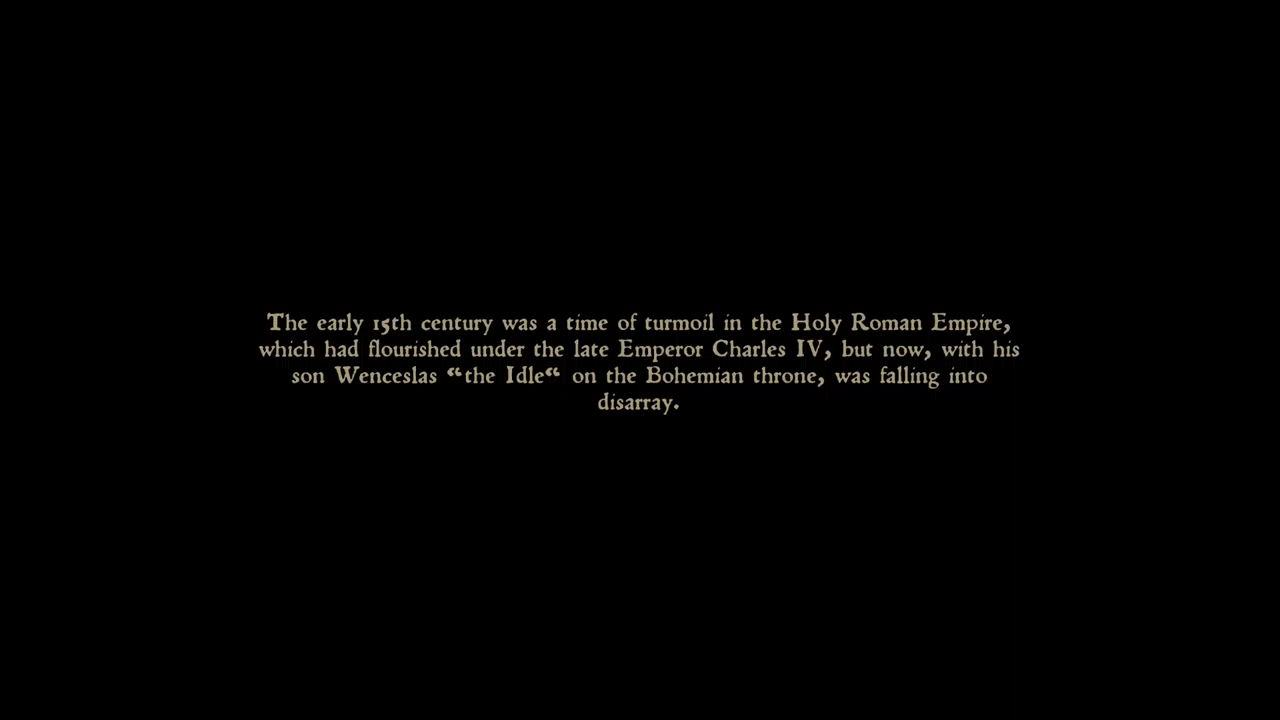 The early 15th century was a time of turmoil in the Holy Roman Empire,
which had flourished under the late Emperor Charles IV, but now, with his
son Wenceslas “the Idle“ on the Bohemian throne, was falling into
disarray.